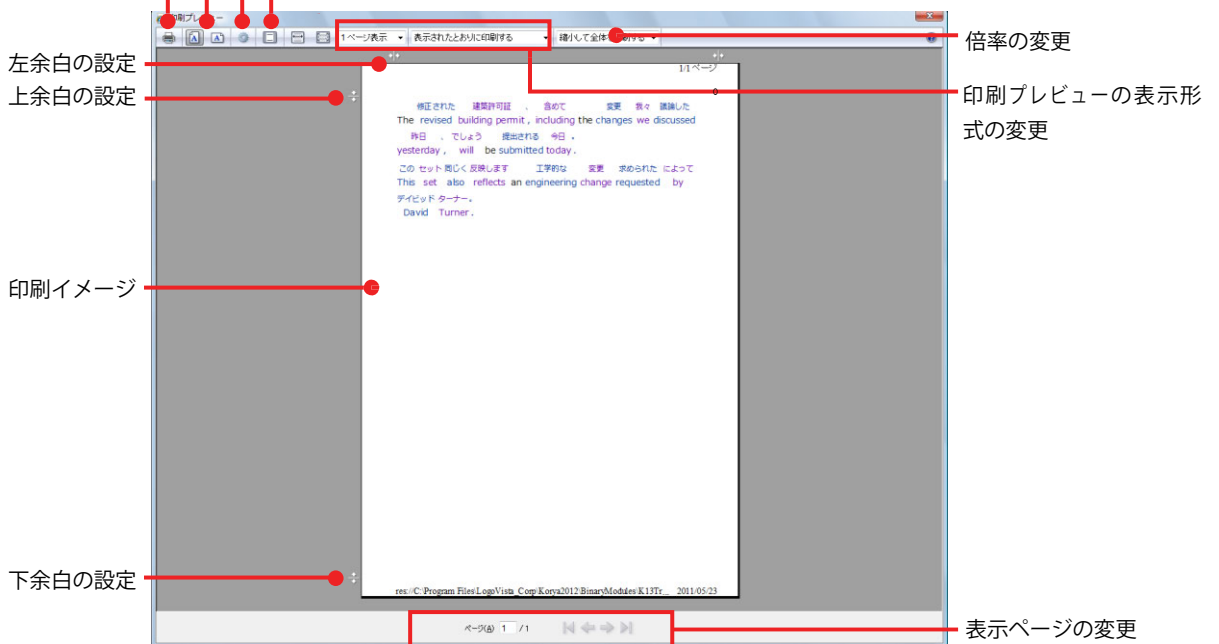 印刷プレビュー
1 ページ表示
表示されたとおりに印刷する
縮小して全体
倍率の変更
左余白の設定
上余白の設定
印刷プレビューの表示形
式の変更
1/1 ページ
修正された 建築許可証 、 含めて 変更 我々 議論した
The revised building permit , including the changes we discussed
昨日 、 でしょう 提出される 今日 。
yesterday , will be submitted today .
この セット 同じく 反映します 工学的な 変更 求められた によって
This set also reflects an engineering change requested by
デイビッド ターナー。
David Turner .
印刷イメージ
下余白の設定
res://C:\Program Files\LogoVista_Corp\Korya2012\BinaryModules\K13Tr... 2011/05/23
ページ(A) 1 / 1
表示ページの変更